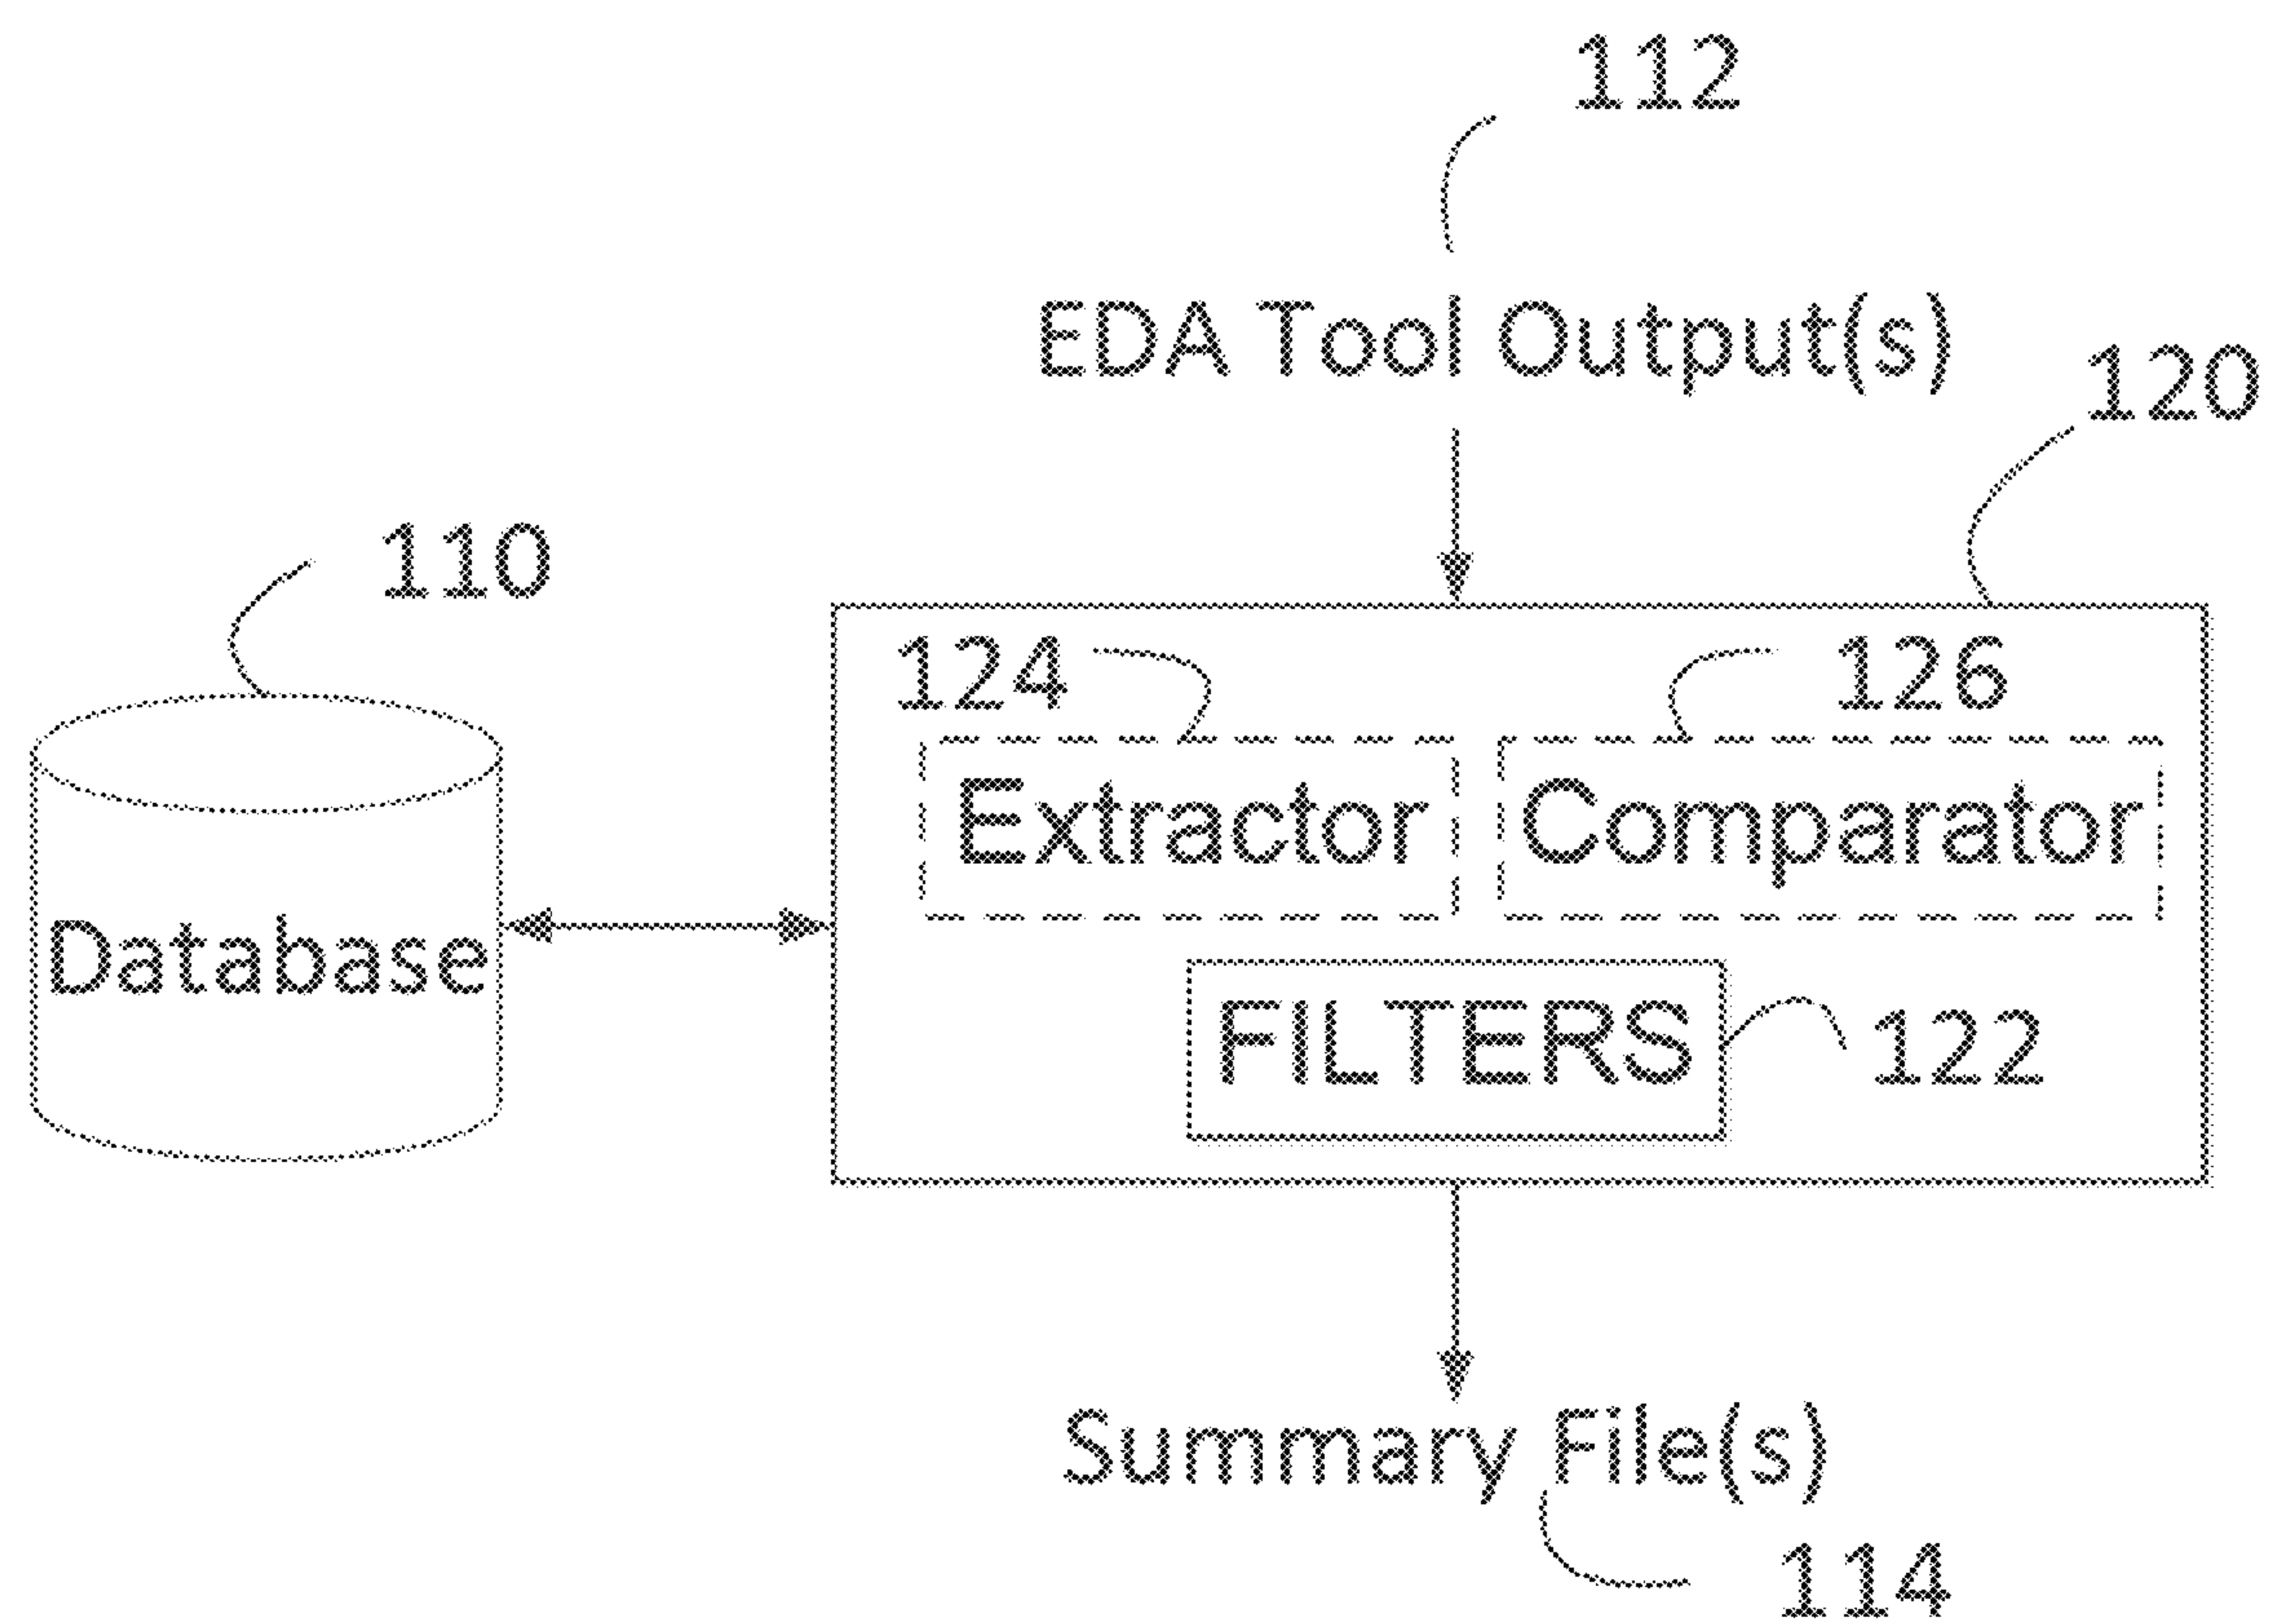 112
EDA Tool Output(s)
120
110
124
126
Extractor
Comparator
Database
FILTERS
122
Summary File(s)
114